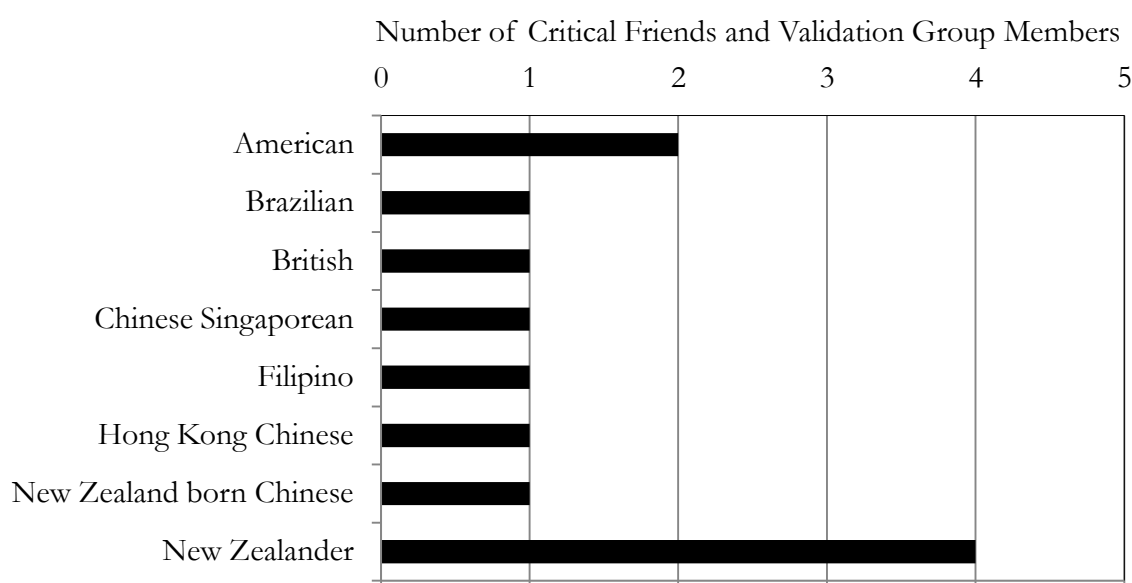 Number of Critical Friends and Validation Group Members
0 1 2 3 4 5
American
Brazilian
British
Chinese Singaporean
Filipino
Hong Kong Chinese
New Zealand born Chinese
New Zealander